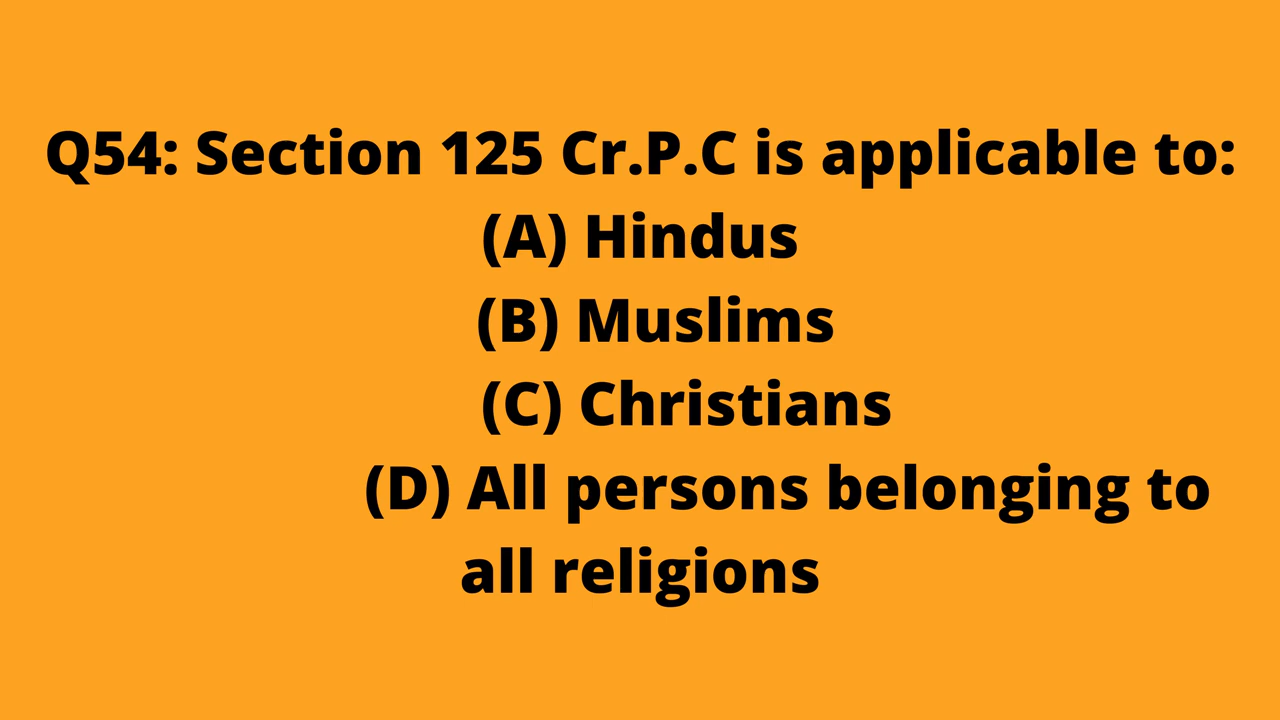 Q54: Section 125 Cr.P.C is applicable to:
(A) Hindus
(B) Muslims
(C) Christians
(D) All persons belonging to
all religions